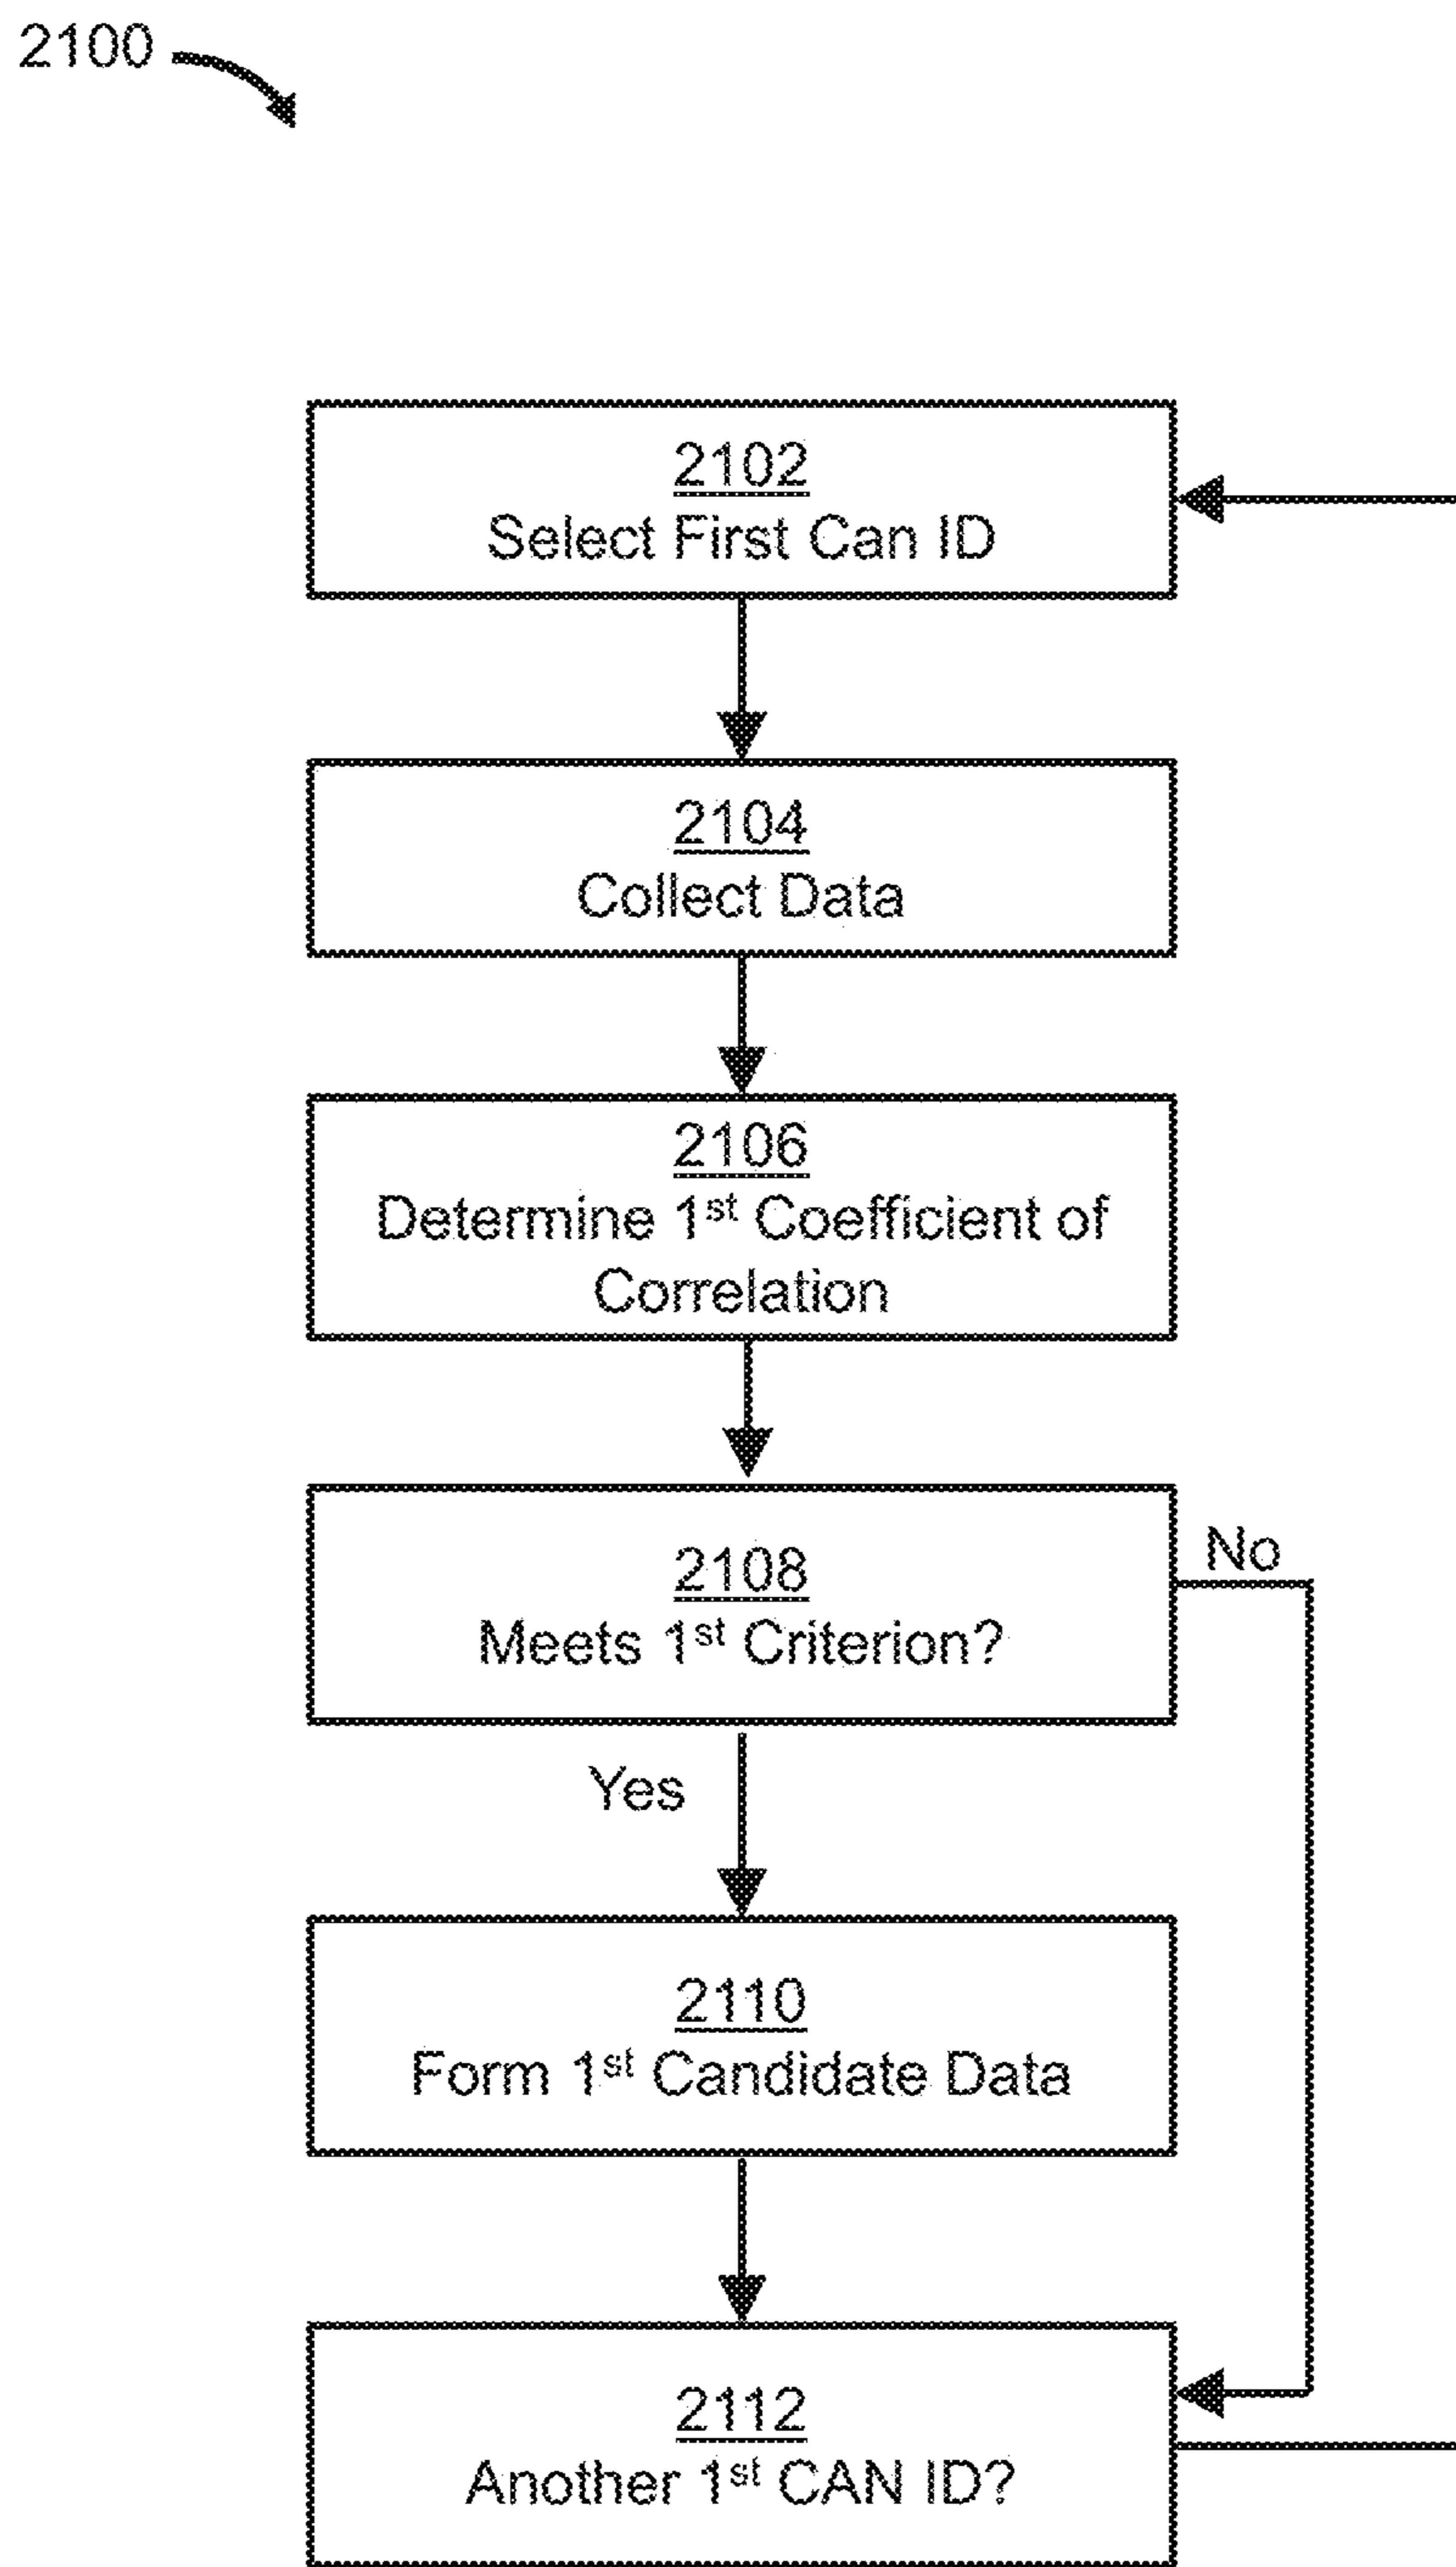 2100
2102
Select First Can ID
2104
Collect Data
2106
Determine 1st Coefficient of
Correlation
2108
Meets 1st Criterion?
No
Yes
2110
Form 1st Candidate Data
2112
Another 1st CAN ID?